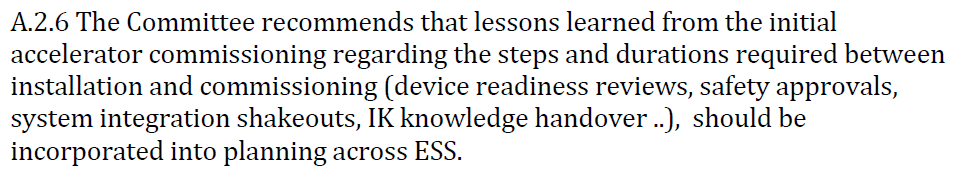 A.2.6 The Committee recommends that lessons learned from the initial
accelerator commissioning regarding the steps and durations required between
installation and commissioning (device readiness reviews, safety approvals,
system integration shakeouts, IK knowledge handover ..),  should be
incorporated into planning across ESS.